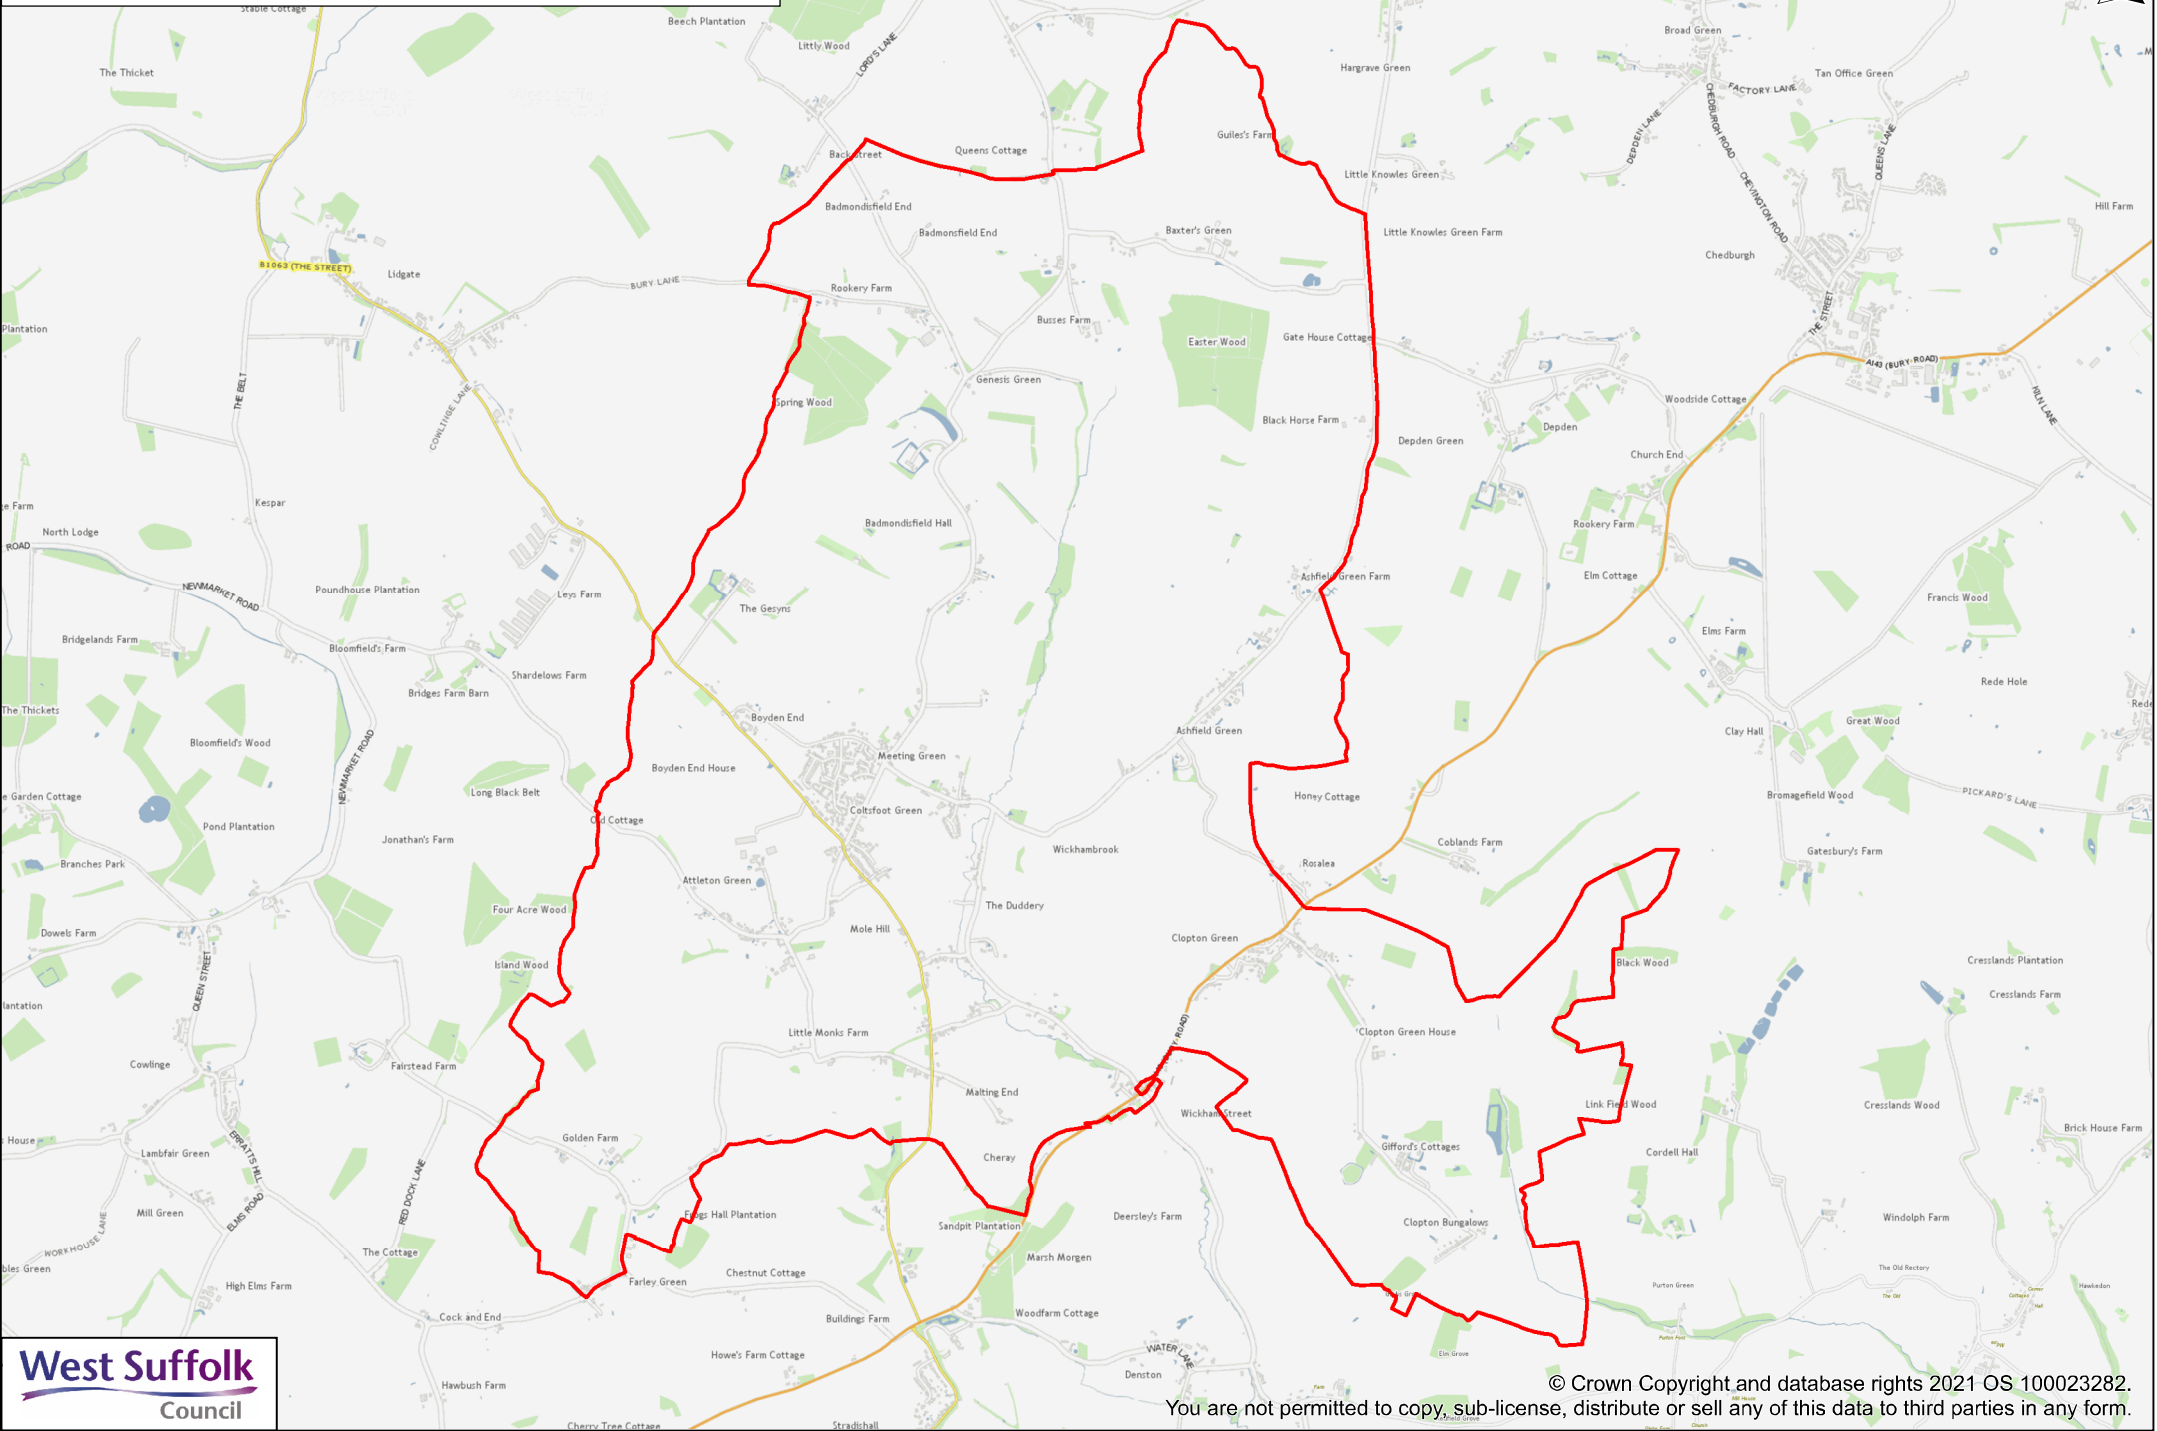 Stable Cottage
Beech Plantation
Littly Wood
LORD'S LANE
Broad Green
The Thicket
Hargrave Green
Tan Office Green
FACTORY LANE
CHEDBURGH ROAD
DEPDEN LANE
QUEENS LANE
Guiles's Farm
Back Street
Queens Cottage
Little Knowles Green
CHEVINGTON ROAD
Badmondisfield End
Hill Farm
Badmonsfield End
Baxter's Green
Little Knowles Green Farm
Chedburgh
B1063 (THE STREET)
Lidgate
BURY LANE
Rookery Farm
THE STREET
Plantation
Busses Farm
Easter Wood
Gate House Cottage
A143 (BURY ROAD)
THE BELT
COWLINGE LANE
Genesis Green
Spring Wood
Woodside Cottage
KILN LANE
Black Horse Farm
Depden
Depden Green
Church End
Kespar
ge Farm
North Lodge
ROAD
Badmondisfield Hall
Rookery Farm
NEWMARKET ROAD
Poundhouse Plantation
Leys Farm
The Gesyns
Ashfield Green Farm
Elm Cottage
Francis Wood
Bridgelands Farm
Bloomfield's Farm
Elms Farm
Shardelows Farm
Bridges Farm Barn
Rede Hole
Rede
The Thickets
Boyden End
Ashfield Green
Great Wood
Clay Hall
Bloomfield's Wood
Meeting Green
Boyden End House
NEWMARKET ROAD
Long Black Belt
e Garden Cottage
Honey Cottage
Bromagefield Wood
PICKARD'S LANE
Coltsfoot Green
Old Cottage
Pond Plantation
Jonathan's Farm
Wickhambrook
Coblands Farm
Gatesbury's Farm
Branches Park
Rosalea
Attleton Green
Four Acre Wood
The Duddery
Dowels Farm
Mole Hill
Clopton Green
Island Wood
Black Wood
Cresslands Plantation
QUEEN STREET
Cresslands Farm
lantation
Little Monks Farm
Clopton Green House
(BURY ROAD)
Cowlinge
Fairstead Farm
Malting End
Link Field Wood
Cresslands Wood
Wickham Street
s House
ERRATTS HILL
Golden Farm
Brick House Farm
Lambfair Green
Gifford's Cottages
Cordell Hall
Cheray
RED DOCK LANE
Mill Green
ELMS ROAD
Frogs Hall Plantation
Sandpit Plantation
Deersley's Farm
Clopton Bungalows
Windolph Farm
WORKHOUSE LANE
The Cottage
Marsh Morgen
bles Green
High Elms Farm
Farley Green
Chestnut Cottage
The Old Rectory
Purton Green
Hawkedon
Cock and End
Buildings Farm
Woodfarm Cottage
Howe's Farm Cottage
WATER LANE
Elm Grove
Denston
Hawbush Farm
Cherry Tree Cottage
Stradishall
West Suffolk
Council
© Crown Copyright and database rights 2021 OS 100023282.
You are not permitted to copy, sub-license, distribute or sell any of this data to third parties in any form.